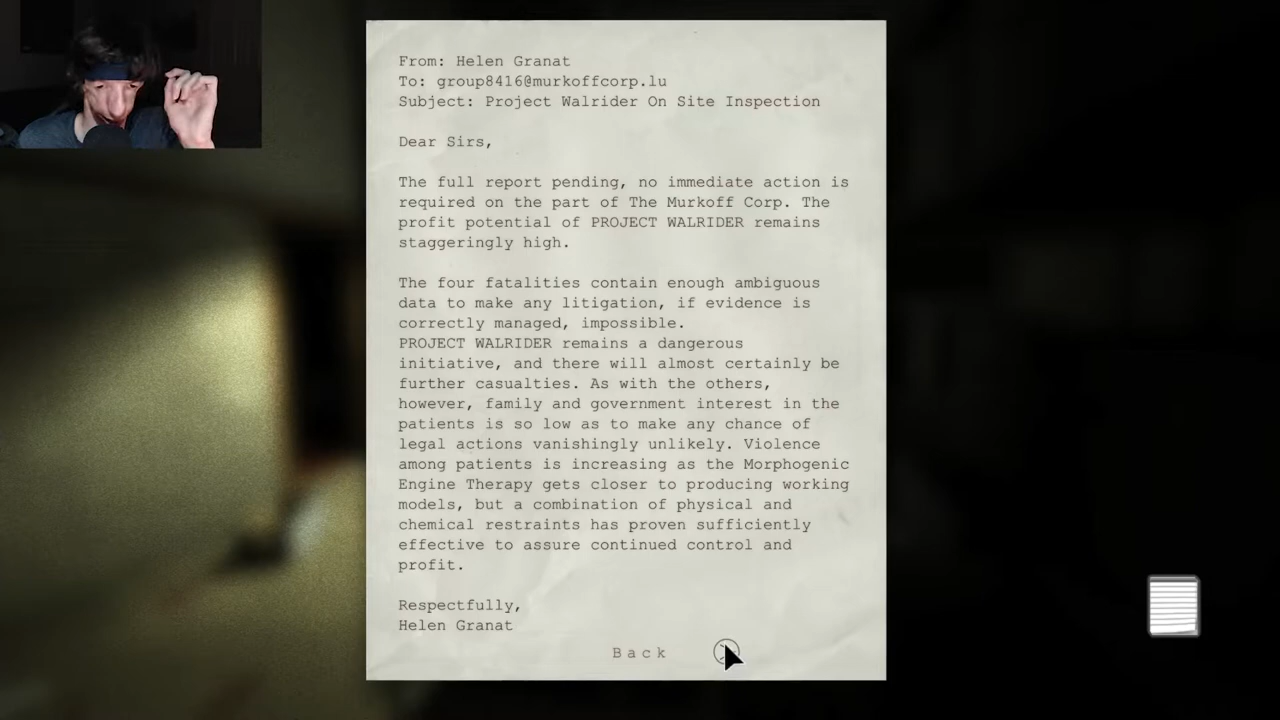 From: Helen Granat
To: group8416@murkoffcorp.lu
Subject: Project Walrider On Site Inspection
Dear Sirs,
The full report pending, no immediate action is
required on the part of The Murkoff Corp. The
profit potential of PROJECT WALRIDER remains
staggeringly high.
The four fatalities contain enough ambiguous
data to make any litigation, if evidence is
correctly managed, impossible.
PROJECT WALRIDER remains a dangerous
initiative, and there will almost certainly be
further casualties. As with the others,
however, family and government interest in the
patients is so low as to make any chance of
legal actions vanishingly unlikely. Violence
among patients is increasing as the Morphogenic
Engine Therapy gets closer to producing working
models, but a combination of physical and
chemical restraints has proven sufficiently
effective to assure continued control and
profit.
Respectfully,
Helen Granat
Back